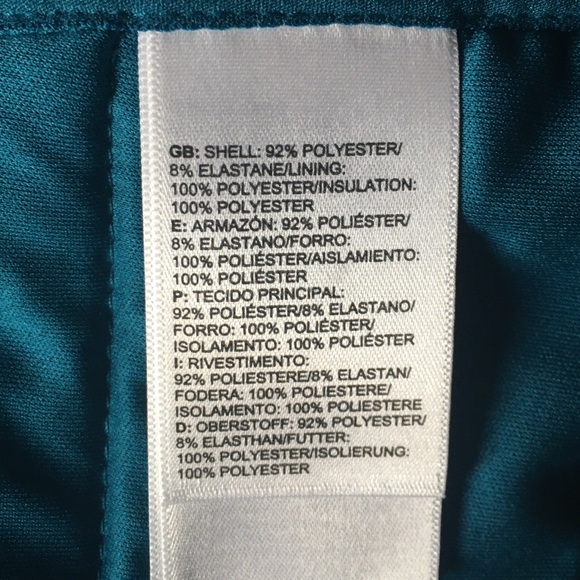 GB: SHELL: 92% POLYESTER/
8% ELASTANE/LINING:
100% POLYESTER/INSULATION:
100% POLYESTER
E: ARMAZÓN: 92% POLIÉSTER/
8% ELASTANO/FORRO:
100% POLIÉSTER/AISLAMIENTO:
100% POLIÉSTER
P: TECIDO PRINCIPAL:
92% POLIÉSTER/8% ELASTANO/
FORRO: 100% POLIÉSTER/
ISOLAMENTO: 100% POLIÉSTER
I: RIVESTIMENTO:
92% POLIESTERE/8% ELASTAN/
FODERA: 100% POLIESTERE/
ISOLAMENTO: 100% POLIESTERE
D: OBERSTOFF: 92% POLYESTER/
8% ELASTHAN/FUTTER:
100% POLYESTER/ISOLIERUNG:
100% POLYESTER